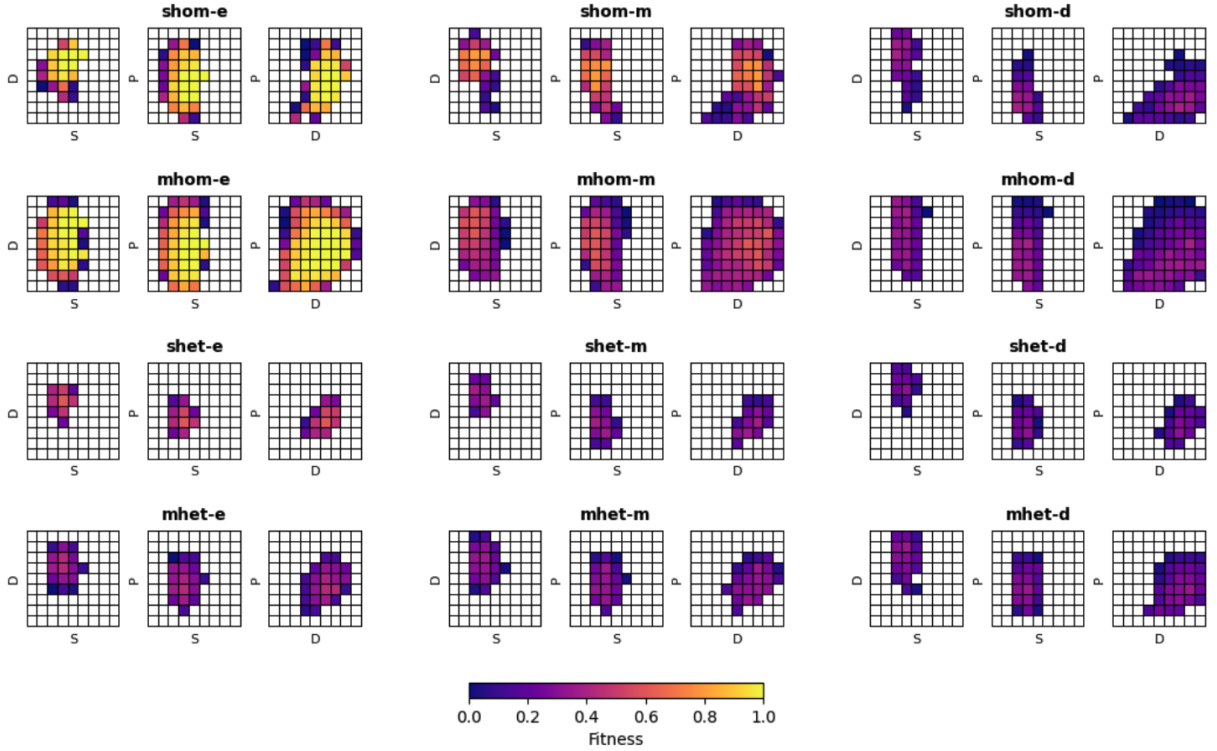 shom-e shom-m shom-d
D P P D P P D P P
S S D S S D S S D
mhom-e mhom-m mhom-d
D P P D P P D P P
S S D S S D S S D
shet-e shet-m shet-d
D P P D P P D P P
S S D S S D S S D
mhet-e mhet-m mhet-d
D P P D P P D P P
S S D S S D S S D
0.0 0.2 0.4 0.6 0.8 1.0
Fitness